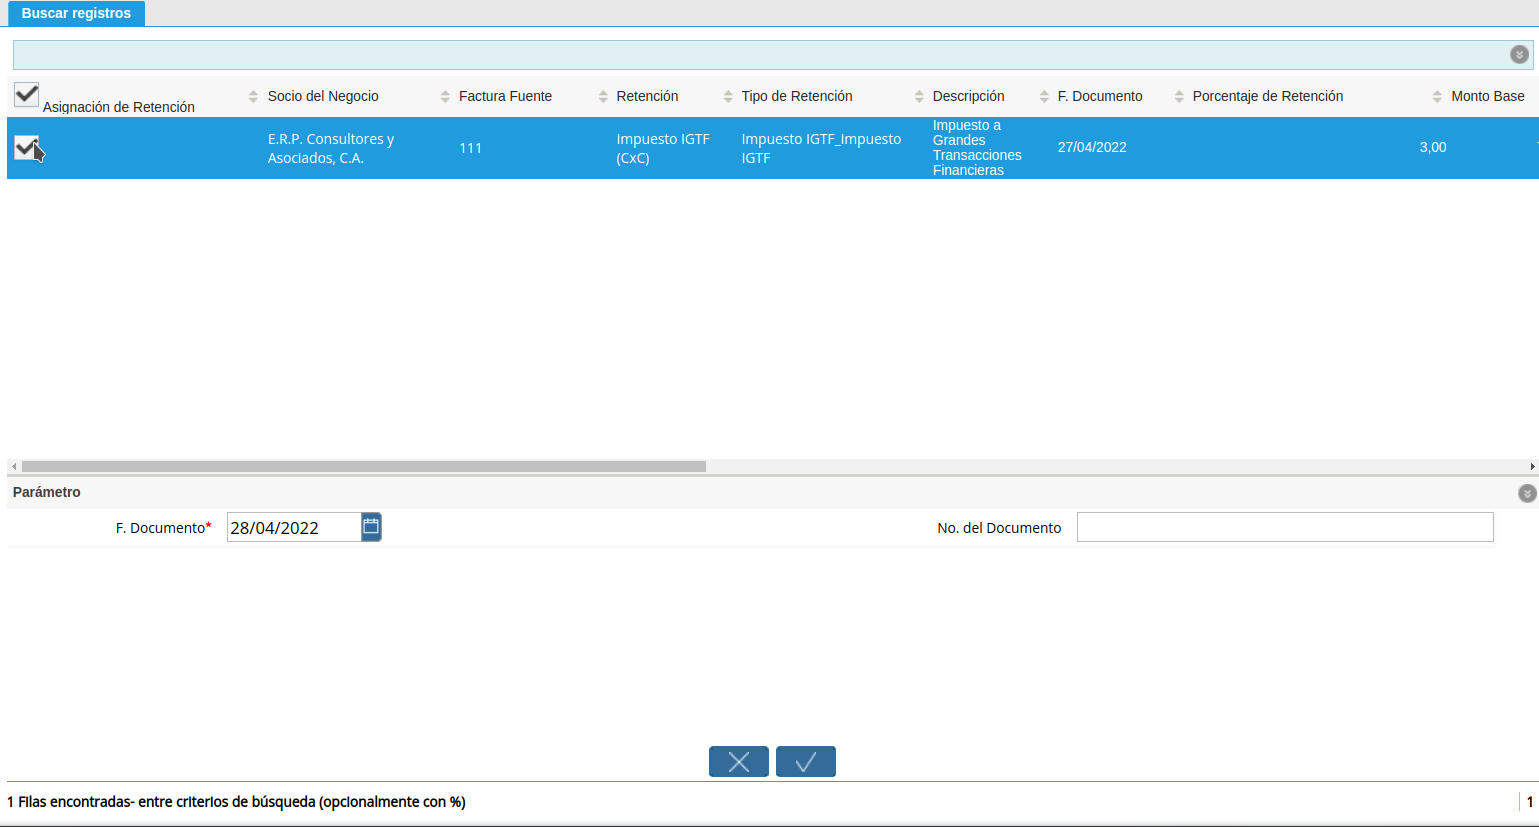 Buscar registros
Asignación de Retención Socio del Negocio Factura Fuente Retención Tipo de Retención Descripción F. Documento Porcentaje de Retención Monto Base
E.R.P. Consultores y
Asociados, C.A.
111
Impuesto IGTF
(CxC)
Impuesto IGTF_Impuesto
IGTF
Impuesto a
Grandes
Transacciones
Financieras
27/04/2022
3,00
Parámetro
F. Documento* 28/04/2022 No. del Documento
1 Filas encontradas- entre criterios de búsqueda (opcionalmente con %) 1